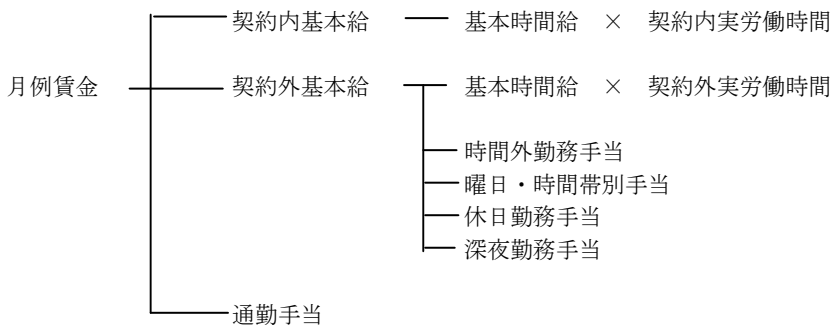 契約内基本給 基本時間給 × 契約内実労働時間
月例賃金 契約外基本給 基本時間給 × 契約外実労働時間
時間外勤務手当
曜日・時間帯別手当
休日勤務手当
深夜勤務手当
通勤手当